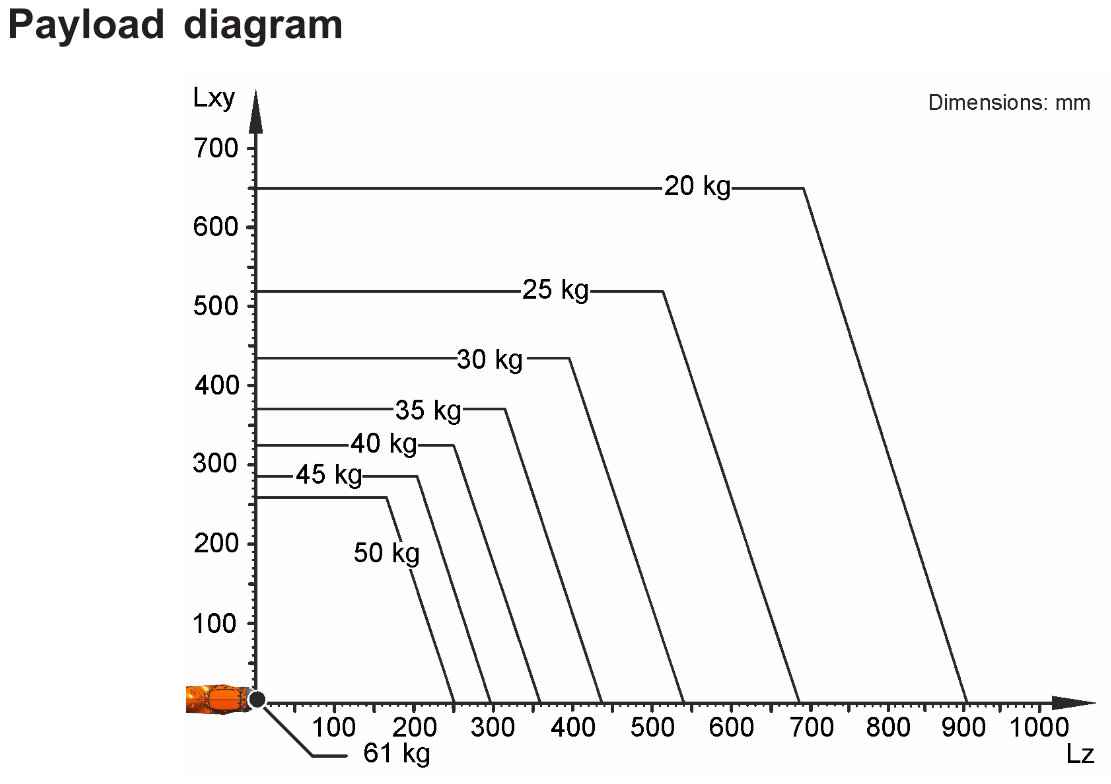 Payload diagram
Lxy
Dimensions: mm
700
20 kg
600
25 kg
500
30 kg
400
35 kg
40 kg
300
45 kg
50 kg
200
100
100 200 300 400 500 600 700 800 900 1000
61 kg
Lz